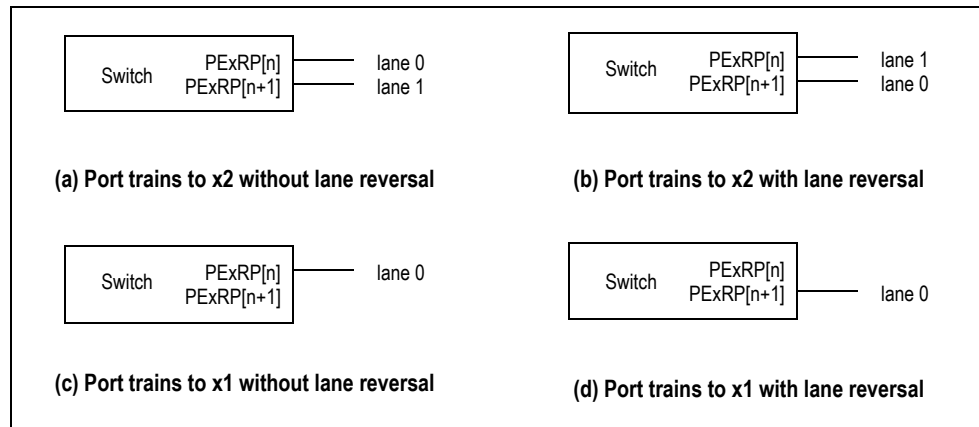 Switch
PExRP[n]
PExRP[n+1]
lane 0
lane 1
(a) Port trains to x2 without lane reversal
Switch
PExRP[n]
PExRP[n+1]
lane 1
lane 0
(b) Port trains to x2 with lane reversal
Switch
PExRP[n]
PExRP[n+1]
lane 0
(c) Port trains to x1 without lane reversal
Switch
PExRP[n]
PExRP[n+1]
lane 0
(d) Port trains to x1 with lane reversal